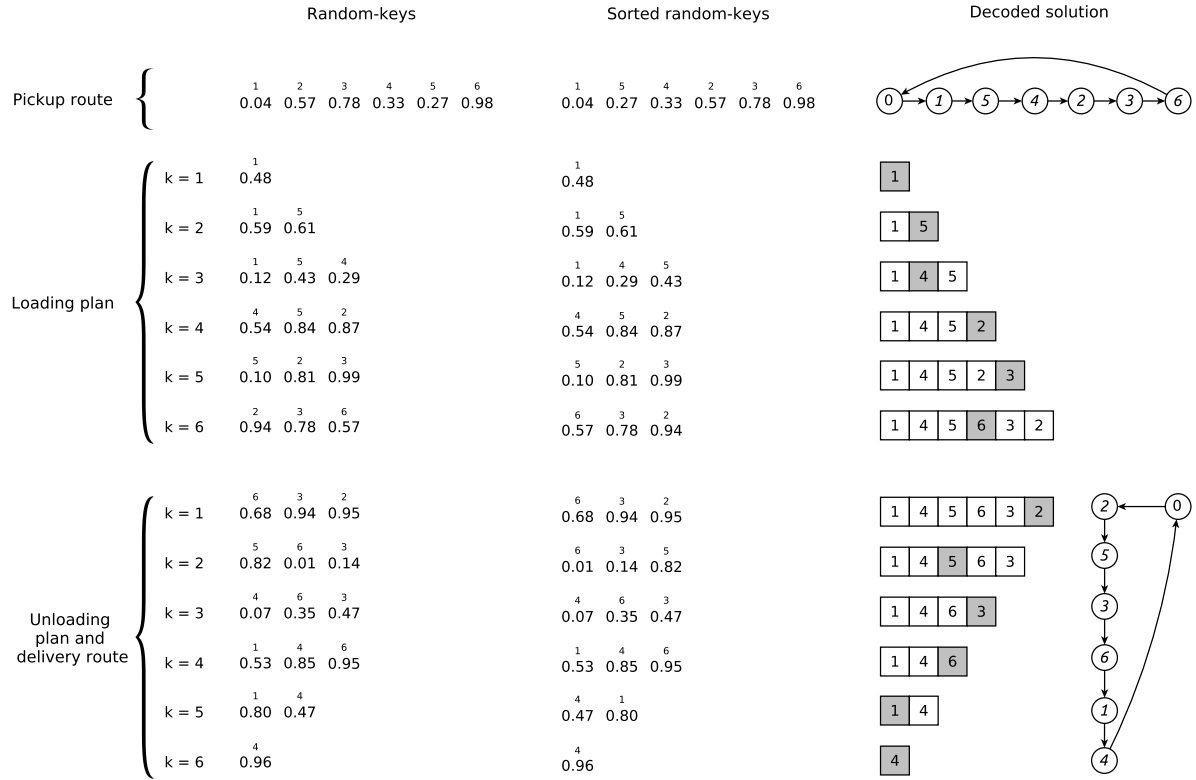 Random-keys Sorted random-keys Decoded solution
1 2 3 4 5 6 1 5 4 2 3 6
Pickup route 0.04 0.57 0.78 0.33 0.27 0.98 0.04 0.27 0.33 0.57 0.78 0.98 0 1 5 4 2 3 6
Loading plan
1 1
k = 1 0.48 0.48 1
1 5 1 5
k = 2 0.59 0.61 0.59 0.61 1 5
1 5 4 1 4 5
k = 3 0.12 0.43 0.29 0.12 0.29 0.43 1 4 5
4 5 2 4 5 2
k = 4 0.54 0.84 0.87 0.54 0.84 0.87 1 4 5 2
5 2 3 5 2 3
k = 5 0.10 0.81 0.99 0.10 0.81 0.99 1 4 5 2 3
2 3 6 6 3 2
k = 6 0.94 0.78 0.57 0.57 0.78 0.94 1 4 5 6 3 2
Unloading
plan and
delivery route
6 3 2 6 3 2
k = 1 0.68 0.94 0.95 0.68 0.94 0.95 1 4 5 6 3 2 2 0
5 6 3 6 3 5
k = 2 0.82 0.01 0.14 0.01 0.14 0.82 1 4 5 6 3 5
4 6 3 4 6 3
k = 3 0.07 0.35 0.47 0.07 0.35 0.47 1 4 6 3 3
1 4 6 1 4 6
k = 4 0.53 0.85 0.95 0.53 0.85 0.95 1 4 6 6
1 4 4 1
k = 5 0.80 0.47 0.47 0.80 1 4 1
4 4
k = 6 0.96 0.96 4 4